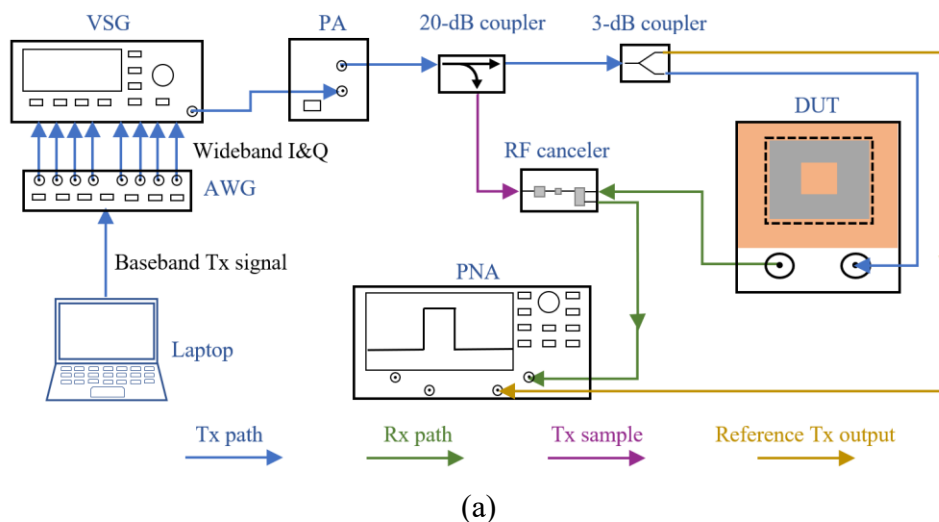 VSG
PA
20-dB coupler
3-dB coupler
DUT
Wideband I&Q
RF canceler
AWG
Baseband Tx signal
PNA
Laptop
Tx path
Rx path
Tx sample
Reference Tx output
(a)